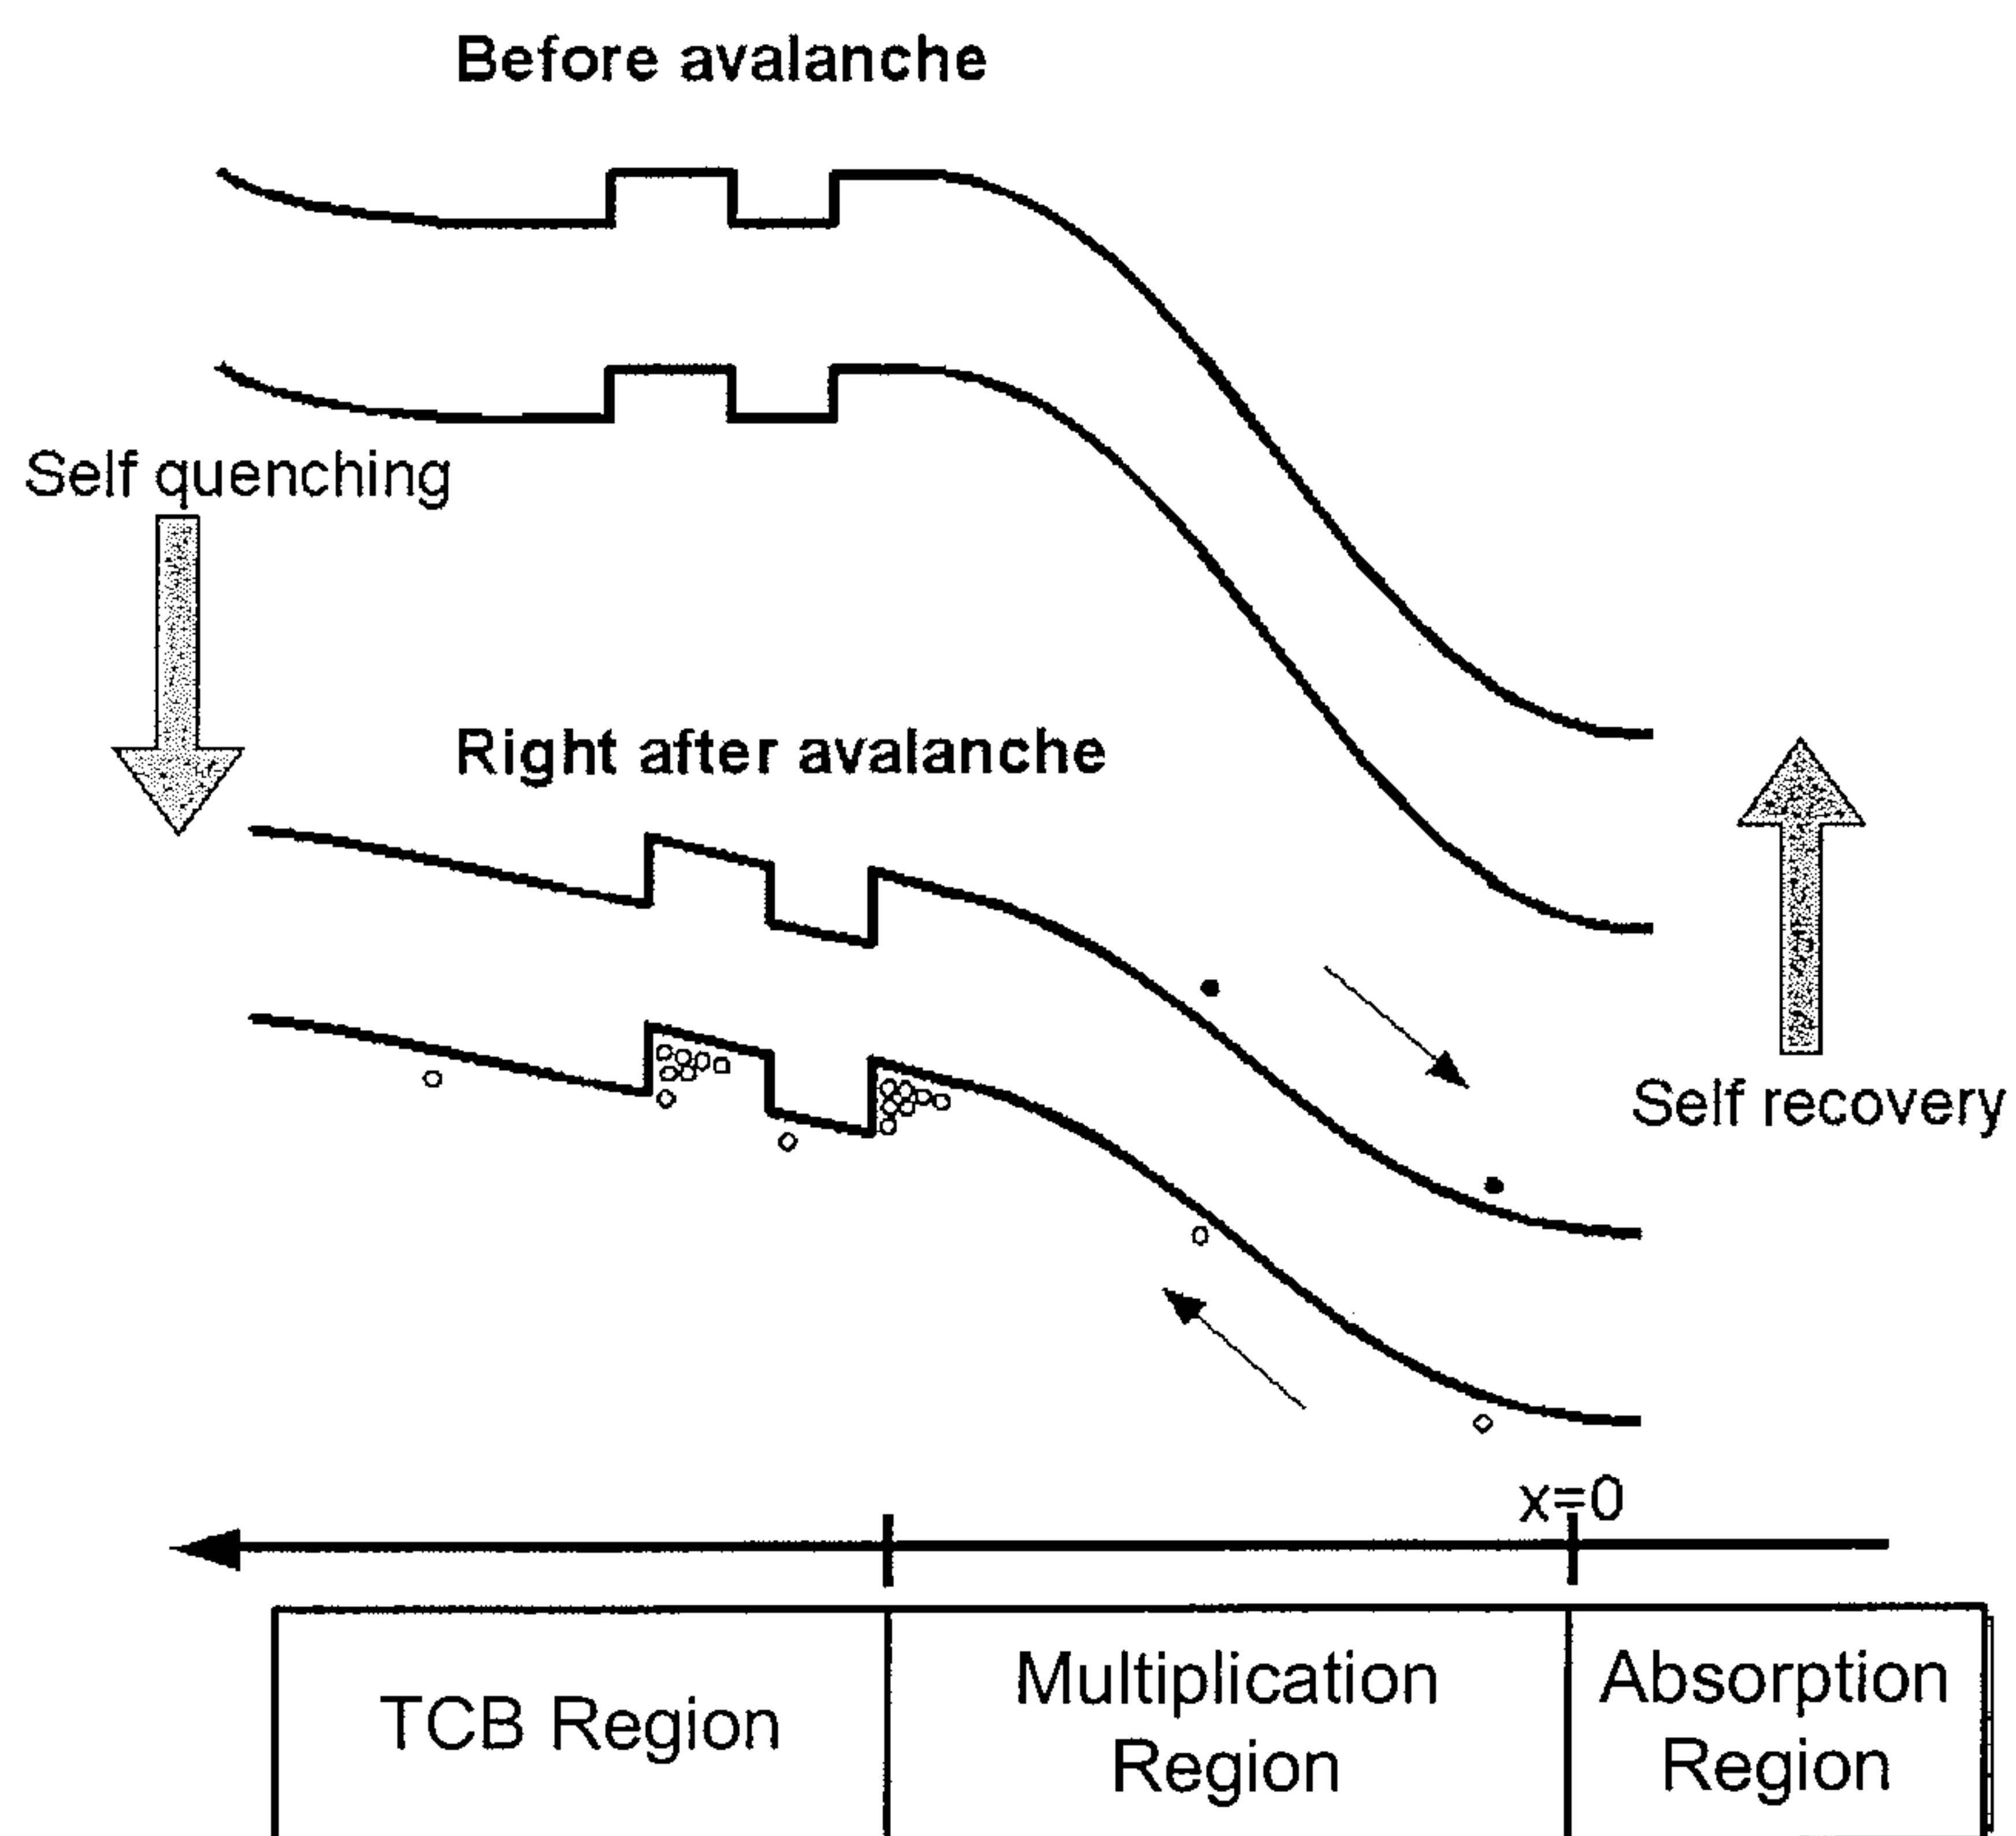 Before avalanche
Self quenching
Right after avalanche
Self recovery
x=0
TCB Region
Multiplication
Region
Absorption
Region